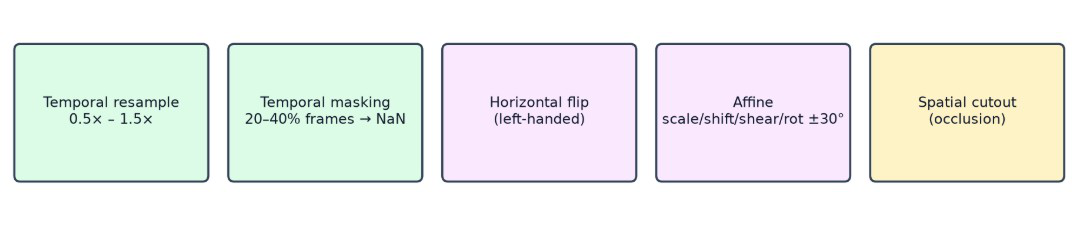 Temporal resample
0.5× – 1.5×
Temporal masking
20–40% frames → NaN
Horizontal flip
(left-handed)
Affine
scale/shift/shear/rot ±30°
Spatial cutout
(occlusion)